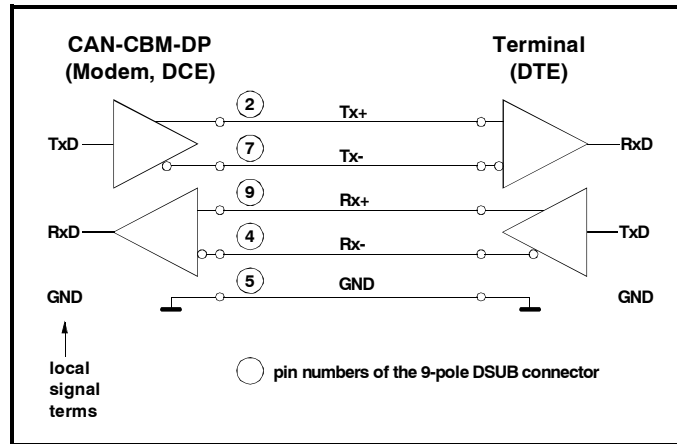 CAN-CBM-DP
(Modem, DCE)
Terminal
(DTE)
2
Tx+
TxD
RxD
7
Tx-
9
Rx+
RxD
TxD
4
Rx-
5
GND
GND
GND
local
signal
terms
pin numbers of the 9-pole DSUB connector